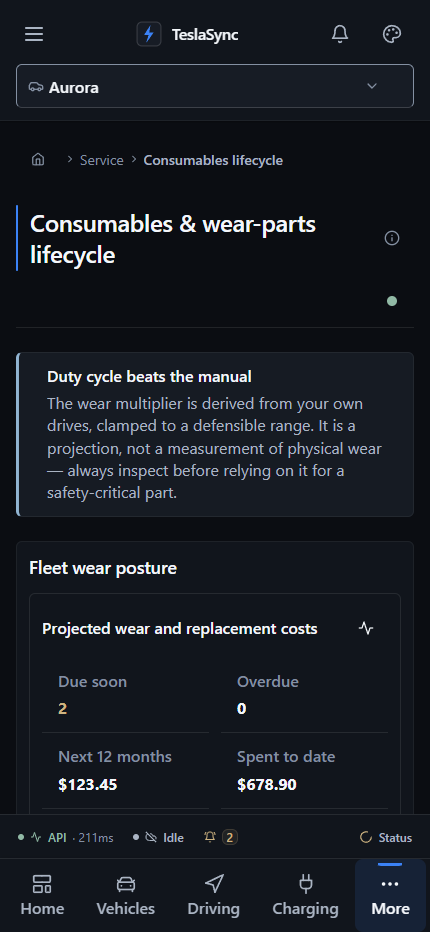 TeslaSync
Aurora
Service
Consumables lifecycle
Consumables & wear-parts
lifecycle
Duty cycle beats the manual
The wear multiplier is derived from your own
drives, clamped to a defensible range. It is a
projection, not a measurement of physical wear
— always inspect before relying on it for a
safety-critical part.
Fleet wear posture
Projected wear and replacement costs
Due soon
2
Overdue
0
Next 12 months
$123.45
Spent to date
$678.90
API · 211ms
Idle
2
Status
Home
Vehicles
Driving
Charging
More